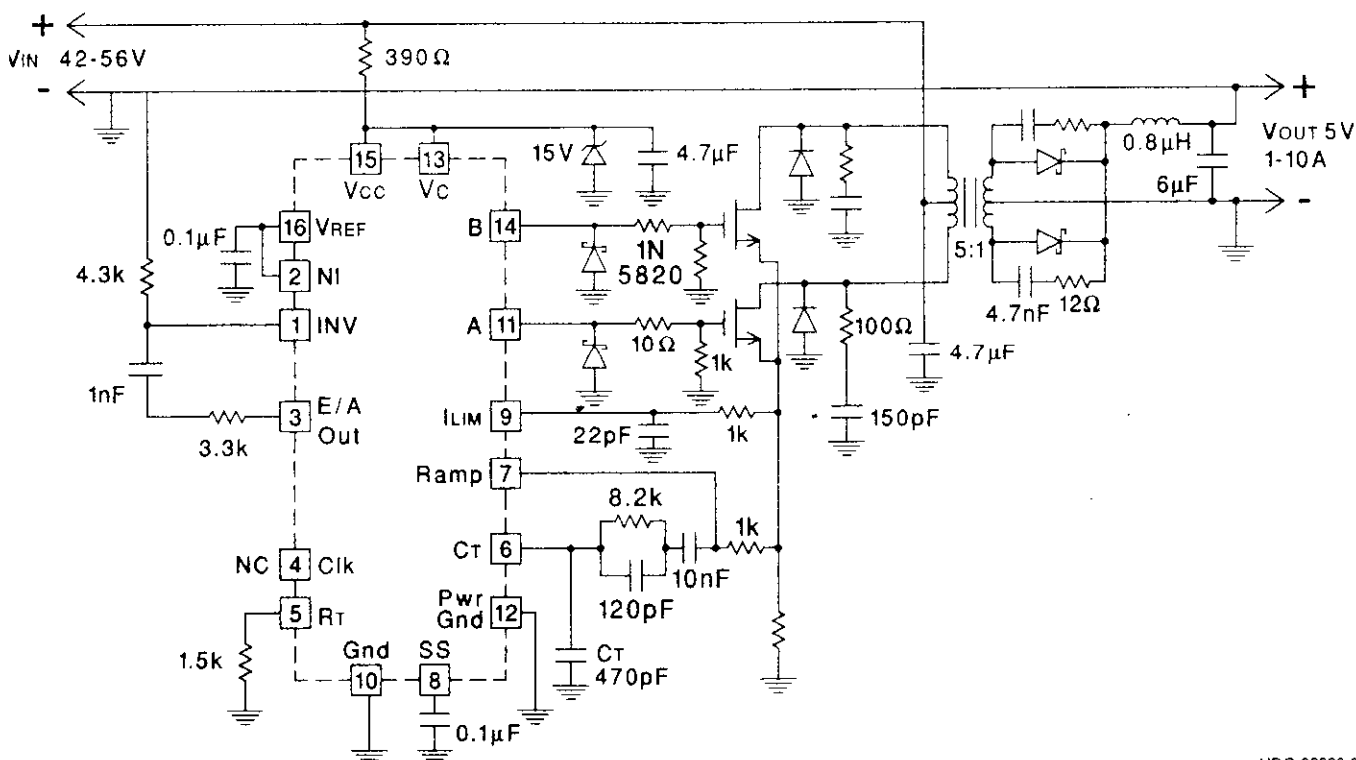 +
VIN 42-56V
-
390Ω
+
VOUT 5V
1-10A
-
15V
4.7µF
0.8µH
6µF
15
VCC
13
VC
16 VREF
0.1µF
2 NI
4.3k
1 INV
1nF
3 E/A
Out
3.3k
B 14
1N
5820
A 11
10Ω
1k
5:1
4.7nF
12Ω
100Ω
4.7µF
150pF
ILIM 9
22pF
1k
Ramp 7
8.2k
1k
CT 6
10nF
120pF
NC 4 Clk
5 RT
1.5k
Pwr
Gnd 12
Gnd
10
SS
8
0.1µF
CT
470pF